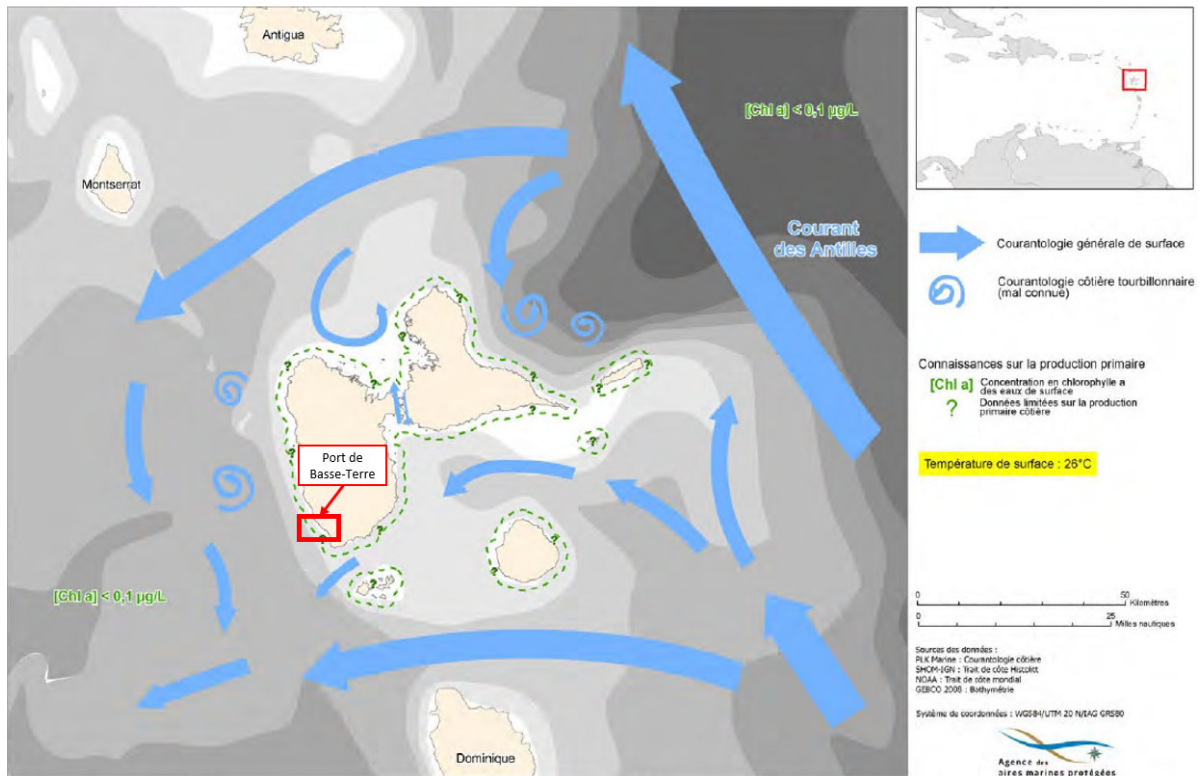 Antigua
Montserrat
[Chl a] < 0,1 µg/L
Courant
des Antilles
?
?
?
?
?
?
?
?
Port de
Basse-Terre
?
?
?
?
?
?
?
[Chl a] < 0,1 µg/L
Dominique
Courantologie générale de surface
Courantologie côtière tourbillonnaire
(mal connue)
Connaissances sur la production primaire
[Chl a] Concentration en chlorophylle a
des eaux de surface
? Données limitées sur la production
primaire côtière
Température de surface : 26°C
0 50
Kilomètres
0 25
Milles nautiques
Sources des données :
PLK Marine : Courantologie côtière
SHOM-IGN : Trait de côte Histolitt
NOAA : Trait de côte mondial
GEBCO 2008 : Bathymétrie
Système de coordonnées : WGS84/UTM 20 N/IAG GRS80
Agence des
aires marines protégées